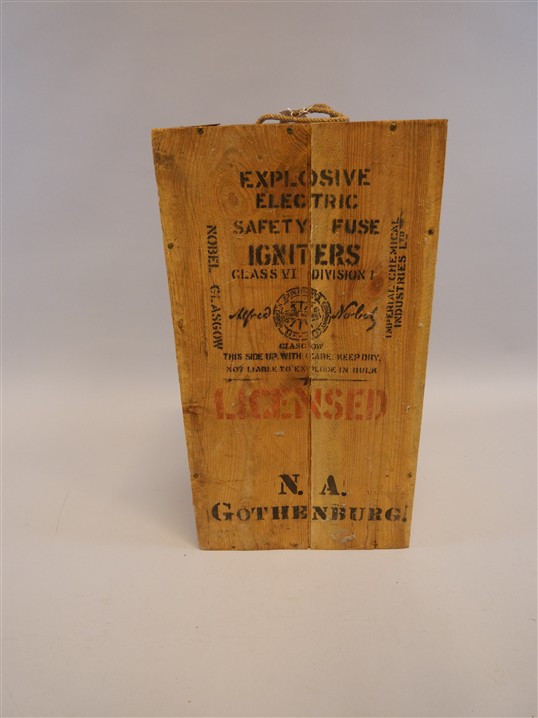 EXPLOSIVE
ELECTRIC
SAFETY FUSE
IGNITERS
CLASS VI DIVISION I
NOBEL GLASGOW
IMPERIAL CHEMICAL
INDUSTRIES LTD
Alfred Nobel
GLASGOW
THIS SIDE UP, WITH CARE, KEEP DRY,
NOT LIABLE TO EXPLODE IN BULK
LICENSED
N. A.
GOTHENBURG.